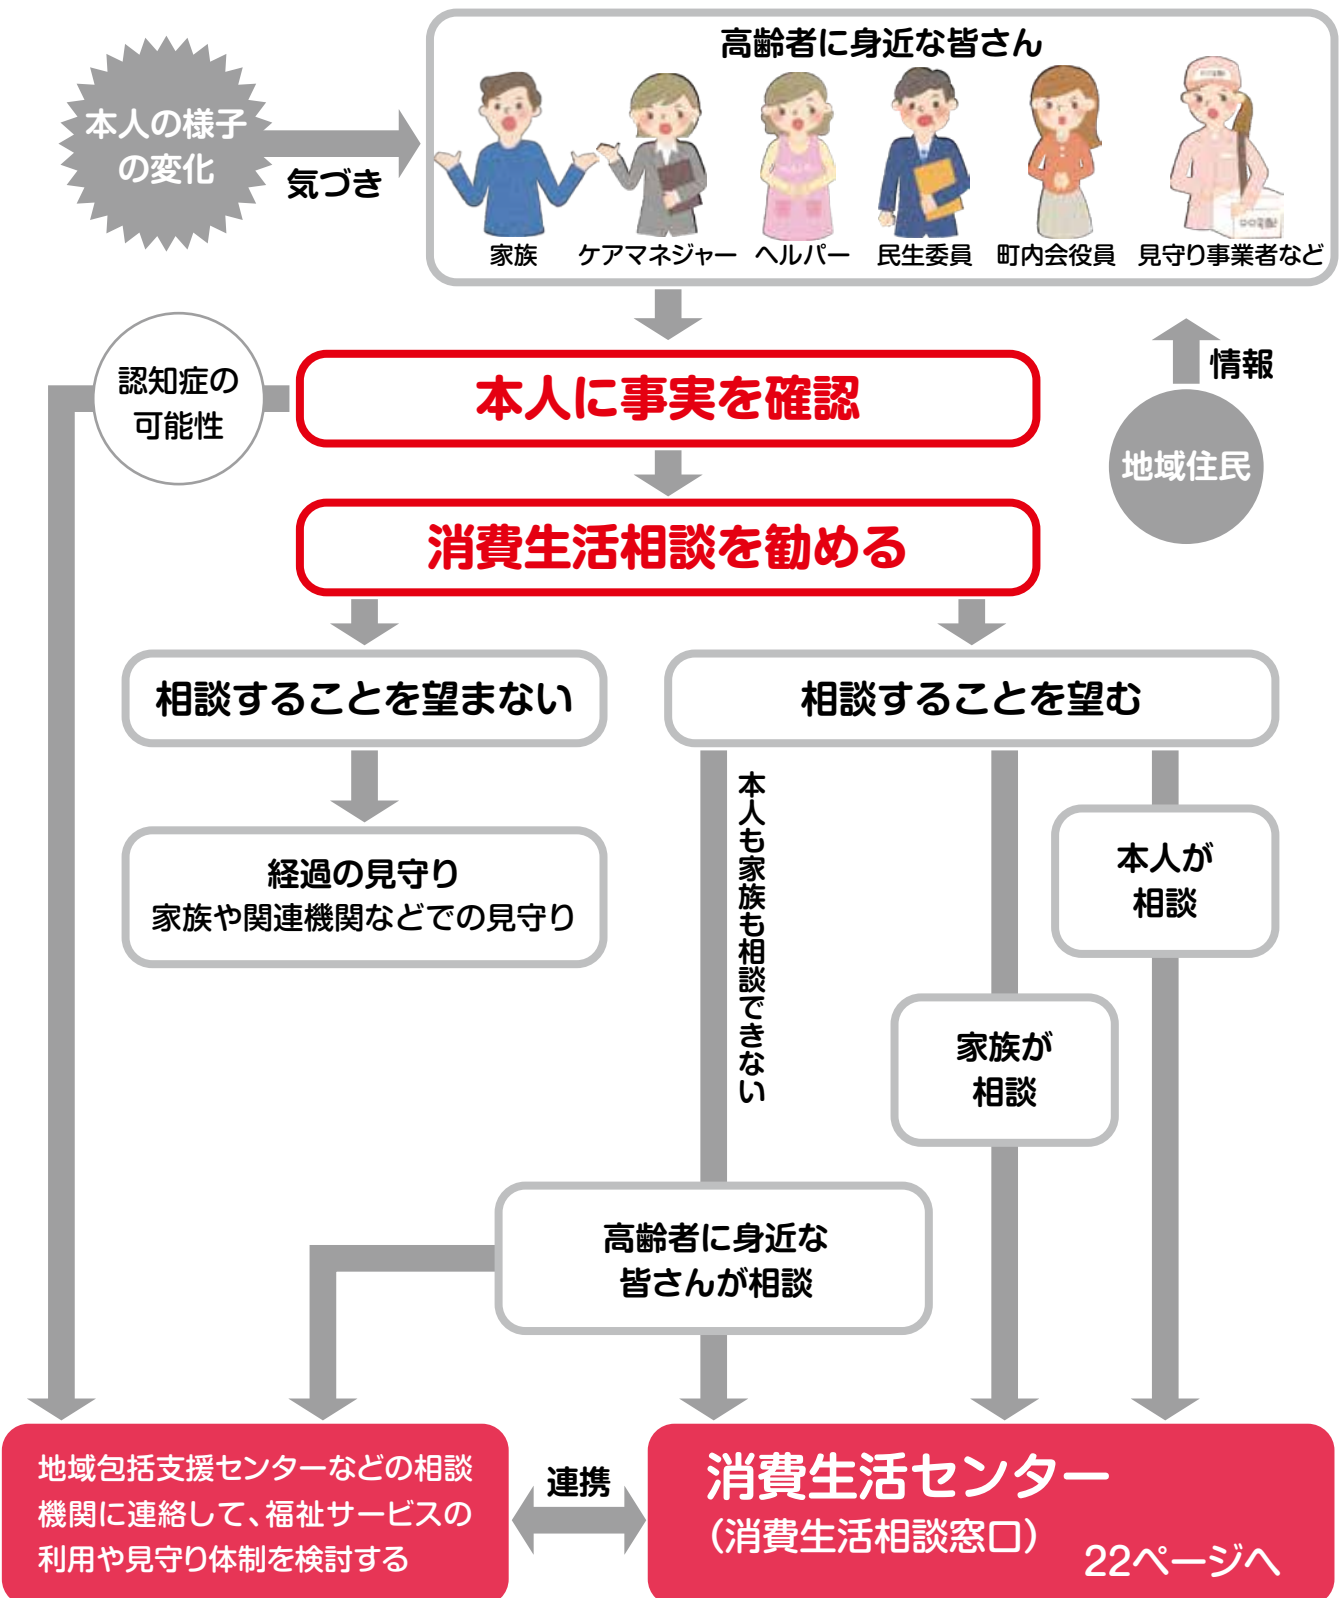 高齢者に身近な皆さん
本人の様子
の変化
気づき
家族
ケアマネジャー
ヘルパー
民生委員
町内会役員
見守り事業者など
情報
地域住民
認知症の
可能性
本人に事実を確認
消費生活相談を勧める
相談することを望まない
相談することを望む
経過の見守り
家族や関連機関などでの見守り
本人も家族も相談できない
本人が
相談
家族が
相談
高齢者に身近な
皆さんが相談
地域包括支援センターなどの相談
機関に連絡して、福祉サービスの
利用や見守り体制を検討する
連携
消費生活センター
（消費生活相談窓口）
22ページへ